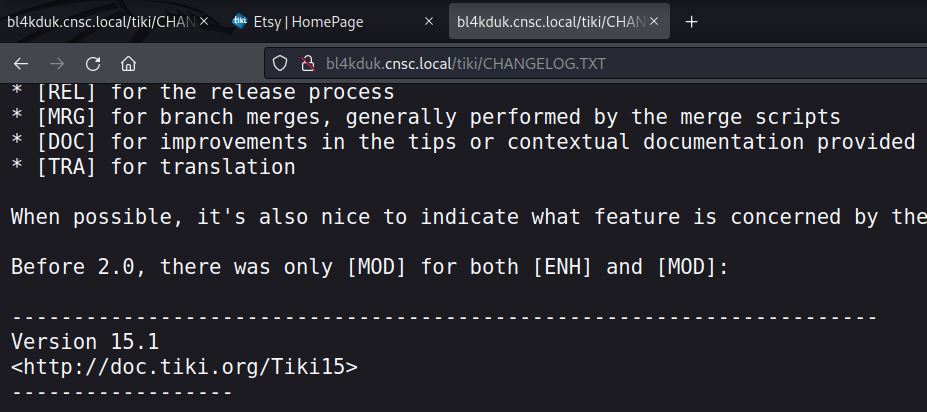 bl4kduk.cnsc.local/tiki/CHAN
Etsy | HomePage
bl4kduk.cnsc.local/tiki/CHAN
bl4kduk.cnsc.local/tiki/CHANGELOG.TXT
* [REL] for the release process
* [MRG] for branch merges, generally performed by the merge scripts
* [DOC] for improvements in the tips or contextual documentation provided
* [TRA] for translation
When possible, it's also nice to indicate what feature is concerned by the
Before 2.0, there was only [MOD] for both [ENH] and [MOD]:
----------------------------------------------------------------------
Version 15.1
<http://doc.tiki.org/Tiki15>
------------------